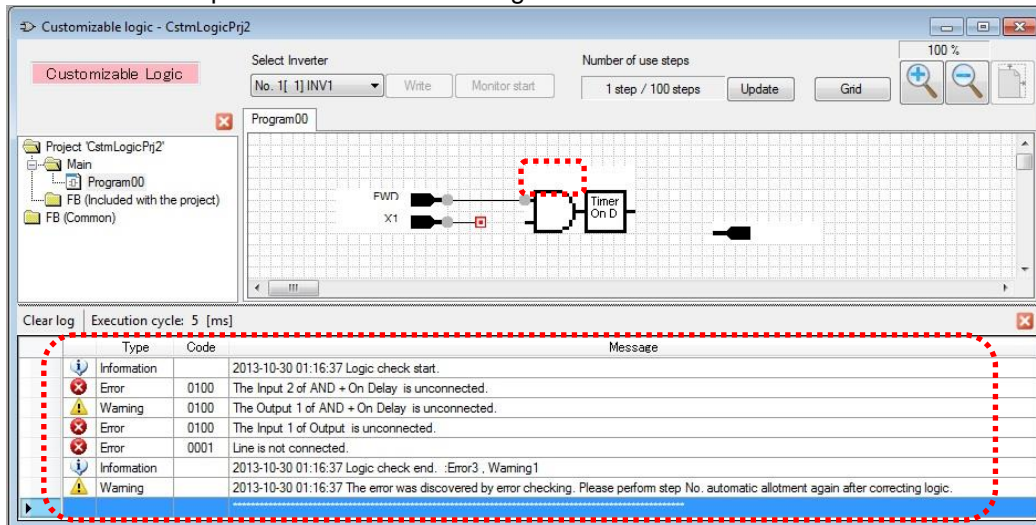 Customizable logic - CstmLogicPrj2
100 %
Customizable Logic
Select Inverter
Number of use steps
No. 1[ 1] INV1
Write
Monitor start
1 step / 100 steps
Update
Grid
Program00
Project 'CstmLogicPrj2'
Main
Program00
FB (Included with the project)
FB (Common)
FWD
X1
Timer
On D
Clear log
Execution cycle: 5 [ms]
Type Code Message
Information 2013-10-30 01:16:37 Logic check start.
Error 0100 The Input 2 of AND + On Delay is unconnected.
Warning 0100 The Output 1 of AND + On Delay is unconnected.
Error 0100 The Input 1 of Output is unconnected.
Error 0001 Line is not connected.
Information 2013-10-30 01:16:37 Logic check end. :Error3 , Warning1
Warning 2013-10-30 01:16:37 The error was discovered by error checking. Please perform step No. automatic allotment again after correcting logic.